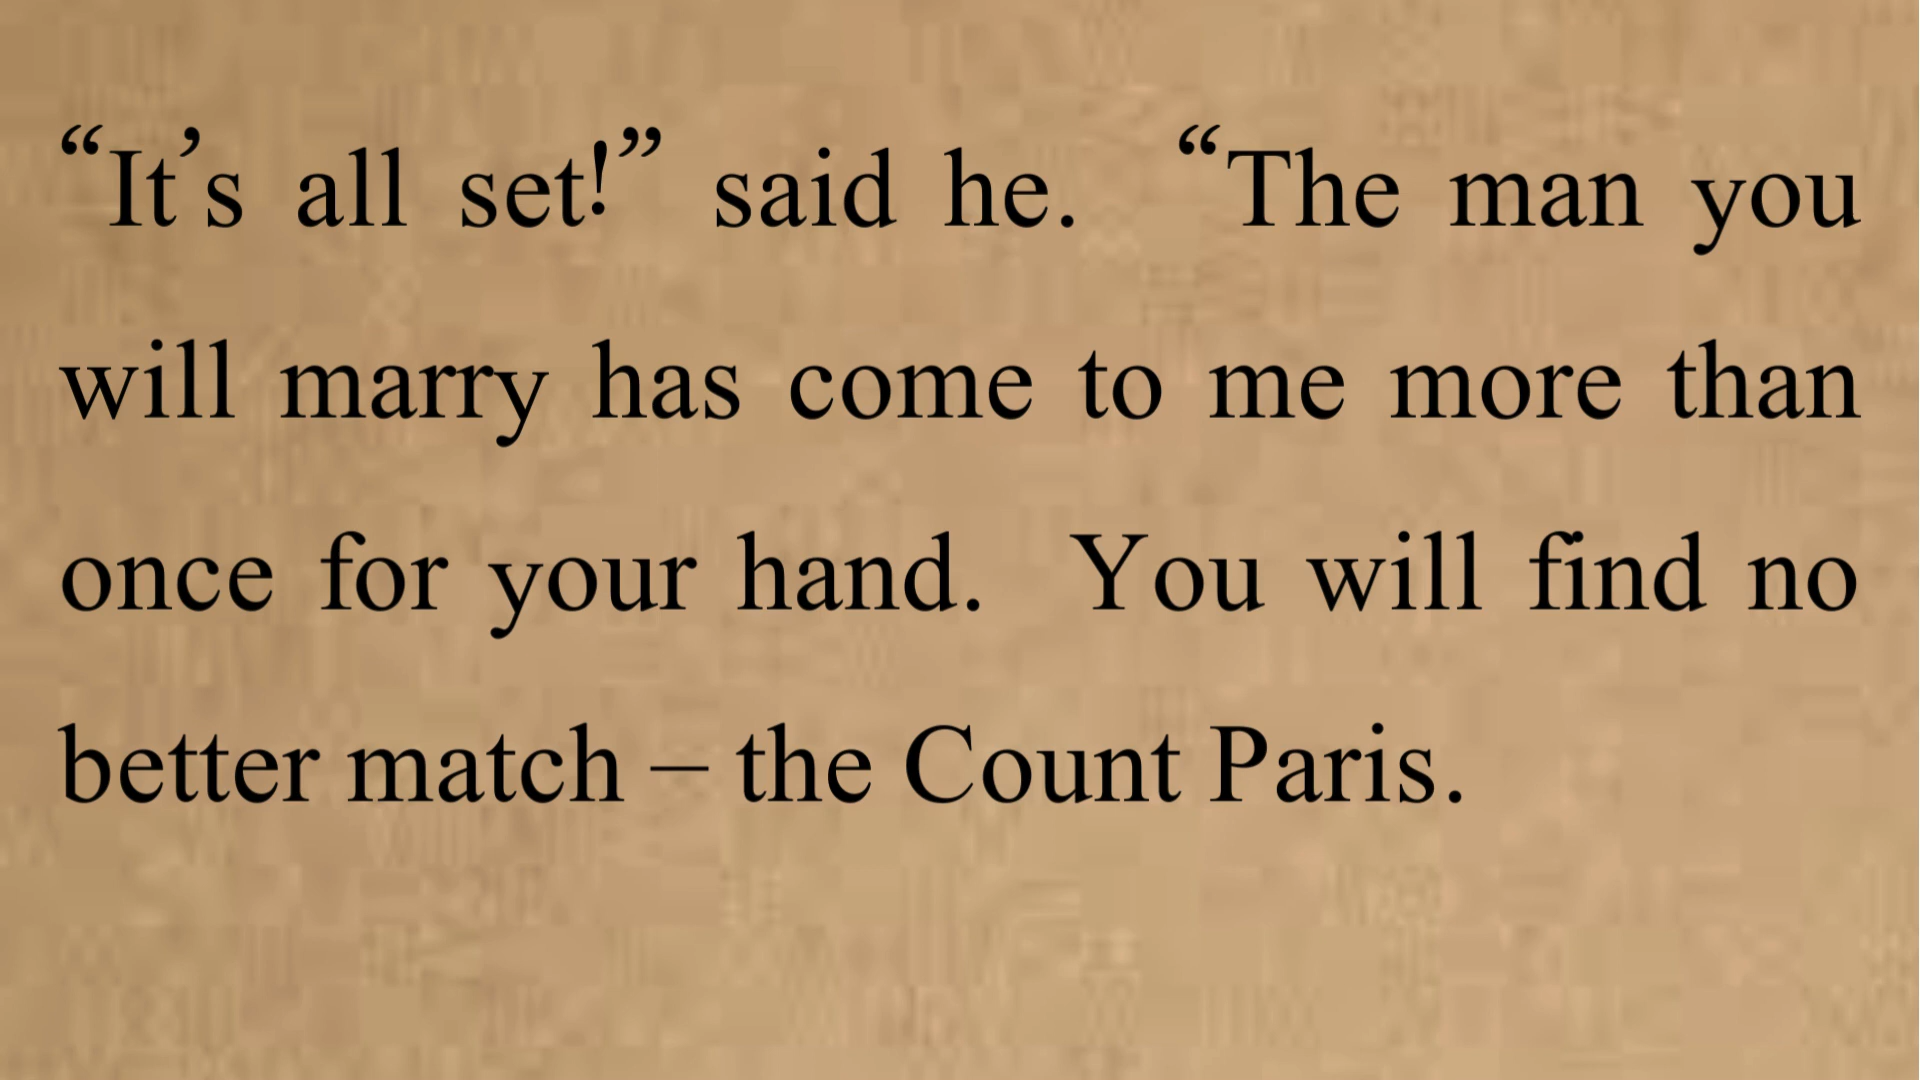 “It’s all set!” said he.  “The man you
will marry has come to me more than
once for your hand.  You will find no
better match – the Count Paris.